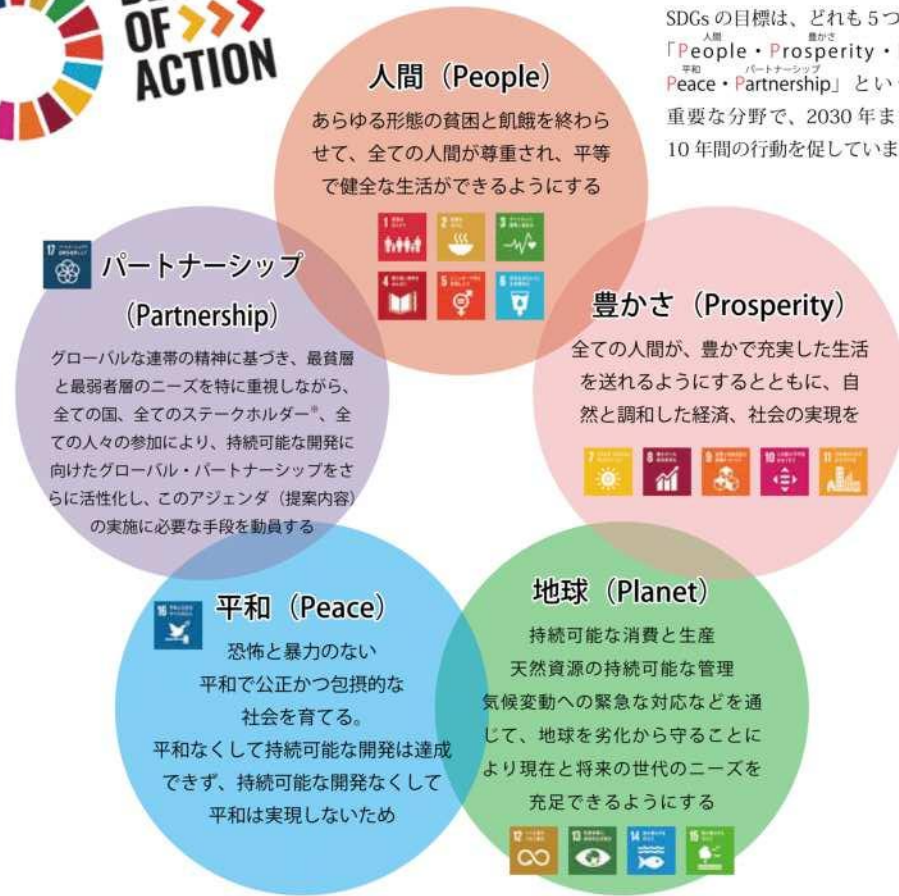 OF
ACTION
SDGs の目標は、どれも5つ
人間 豊かさ
「People・Prosperity・
平和 パートナーシップ
Peace・Partnership」とい
重要な分野で、2030 年ま
10 年間の行動を促していま
人間（People）
あらゆる形態の貧困と飢餓を終わら
せて、全ての人間が尊重され、平等
で健全な生活ができるようにする
1
2
3
4
5
6
17
パートナーシップ
（Partnership）
グローバルな連帯の精神に基づき、最貧層
と最弱者層のニーズを特に重視しながら、
全ての国、全てのステークホルダー※、全
ての人々の参加により、持続可能な開発に
向けたグローバル・パートナーシップをさ
らに活性化し、このアジェンダ（提案内容）
の実施に必要な手段を動員する
豊かさ（Prosperity）
全ての人間が、豊かで充実した生活
を送れるようにするとともに、自
然と調和した経済、社会の実現を
7
8
9
10
11
16
平和（Peace）
恐怖と暴力のない
平和で公正かつ包摂的な
社会を育てる。
平和なくして持続可能な開発は達成
できず、持続可能な開発なくして
平和は実現しないため
地球（Planet）
持続可能な消費と生産
天然資源の持続可能な管理
気候変動への緊急な対応などを通
じて、地球を劣化から守ることに
より現在と将来の世代のニーズを
充足できるようにする
12
13
14
15